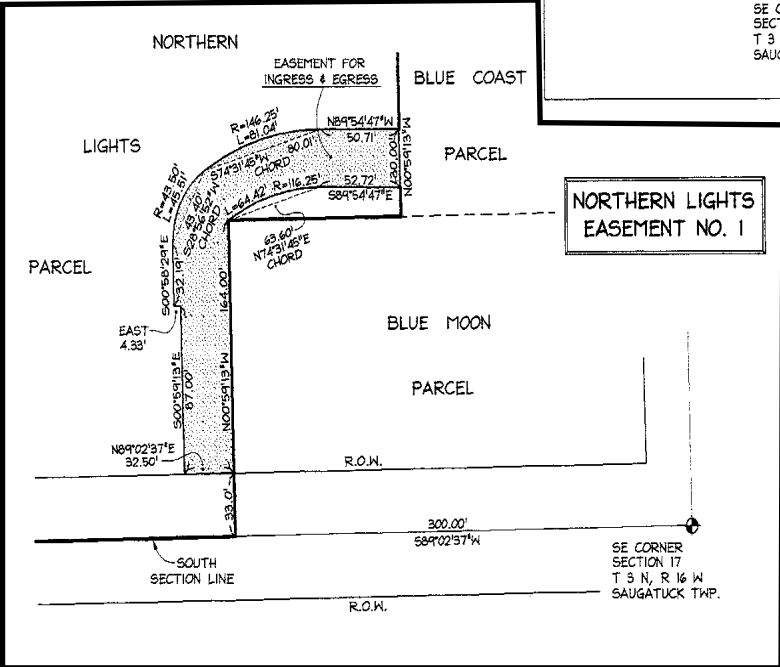 SE C
SECT
T 3
SAUG
NORTHERN
EASEMENT FOR
INGRESS & EGRESS
BLUE COAST
LIGHTS
R=146.25'
L=81.04'
N89°54'47"W
50.71'
80.01'
S74°31'45"W
CHORD
30.00'
N00°59'13"W
PARCEL
R=43.50'
L=45.51'
43.40'
S28°56'52"W
CHORD
L=64.42'
R=116.25'
52.72'
S89°54'47"E
NORTHERN LIGHTS
EASEMENT NO. 1
63.60'
N74°31'45"E
CHORD
PARCEL
S00°58'29"E
32.19'
164.00'
N00°59'13"W
EAST
4.33'
BLUE MOON
PARCEL
S00°59'13"E
87.00'
N89°02'37"E
32.50'
R.O.W.
33.0'
300.00'
S89°02'37"W
SOUTH
SECTION LINE
SE CORNER
SECTION 17
T 3 N, R 16 W
SAUGATUCK TWP.
R.O.W.